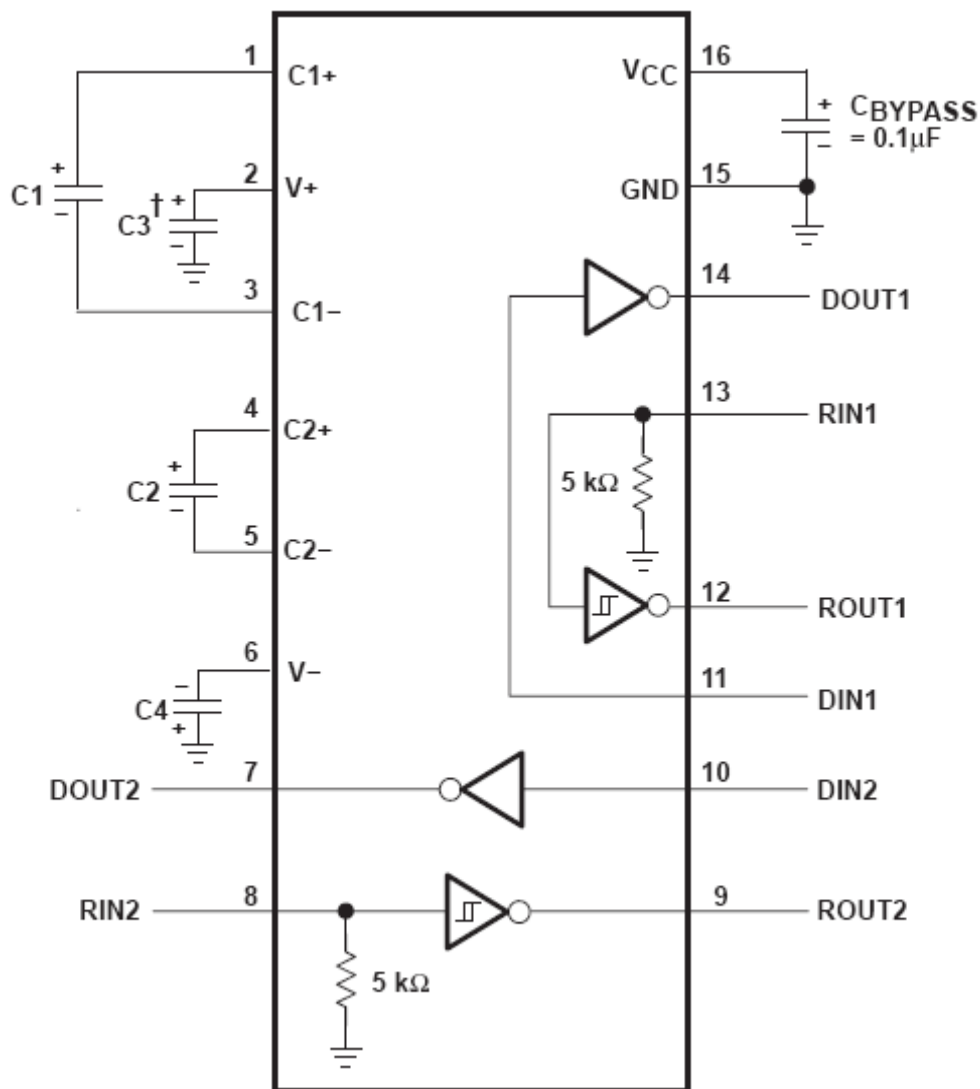 1
C1+
VCC
16
+
CBYPASS
= 0.1μF
–
+
C1
–
2
V+
C3
†
+
–
GND
15
3
C1–
14
DOUT1
13
RIN1
4
C2+
+
C2
–
5 kΩ
5
C2–
12
ROUT1
6
V–
–
C4
+
11
DIN1
DOUT2
7
10
DIN2
RIN2
8
9
ROUT2
5 kΩ